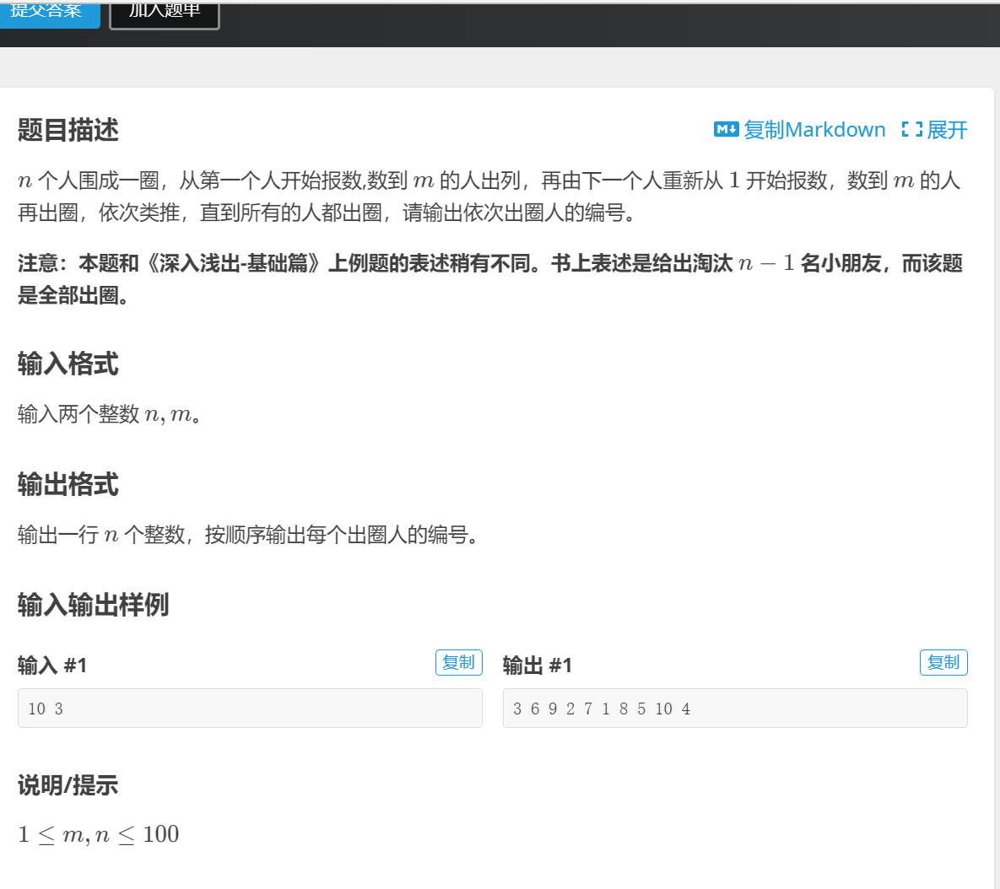 提交答案 加入题单
题目描述 M↓ 复制Markdown 展开
n 个人围成一圈，从第一个人开始报数,数到 m 的人出列，再由下一个人重新从 1 开始报数，数到 m 的人
再出圈，依次类推，直到所有的人都出圈，请输出依次出圈人的编号。
注意：本题和《深入浅出-基础篇》上例题的表述稍有不同。书上表述是给出淘汰 n − 1 名小朋友，而该题
是全部出圈。
输入格式
输入两个整数 n, m。
输出格式
输出一行 n 个整数，按顺序输出每个出圈人的编号。
输入输出样例
输入 #1 复制 输出 #1 复制
10 3
3 6 9 2 7 1 8 5 10 4
说明/提示
1 ≤ m, n ≤ 100